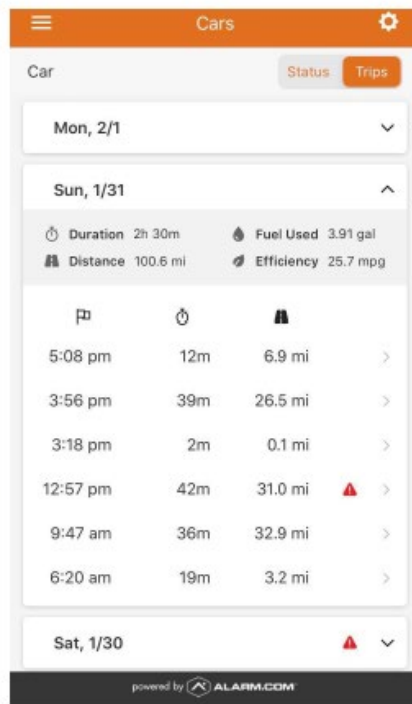 Cars
Car Status Trips
Mon, 2/1
Sun, 1/31
Duration 2h 30m Fuel Used 3.91 gal
Distance 100.6 mi Efficiency 25.7 mpg
5:08 pm 12m 6.9 mi
3:56 pm 39m 26.5 mi
3:18 pm 2m 0.1 mi
12:57 pm 42m 31.0 mi
9:47 am 36m 32.9 mi
6:20 am 19m 3.2 mi
Sat, 1/30
powered by ALARM.COM